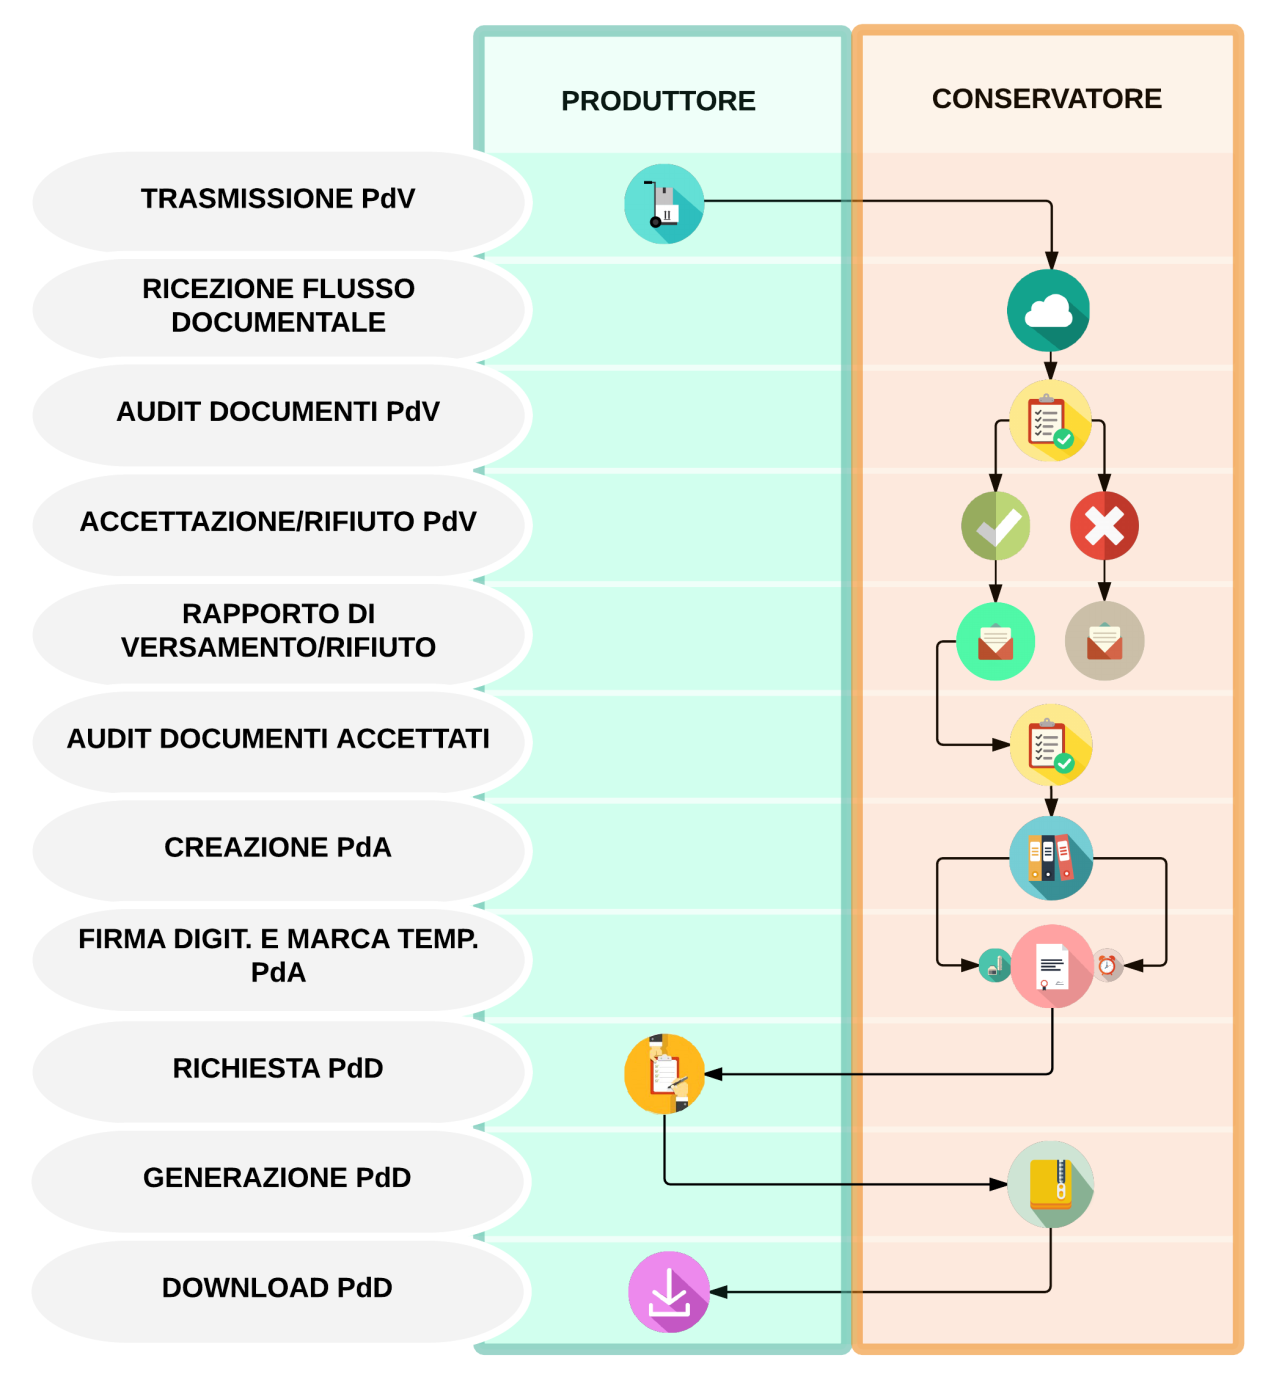 PRODUTTORE
CONSERVATORE
TRASMISSIONE PdV
RICEZIONE FLUSSO
DOCUMENTALE
AUDIT DOCUMENTI PdV
ACCETTAZIONE/RIFIUTO PdV
RAPPORTO DI
VERSAMENTO/RIFIUTO
AUDIT DOCUMENTI ACCETTATI
CREAZIONE PdA
FIRMA DIGIT. E MARCA TEMP.
PdA
RICHIESTA PdD
GENERAZIONE PdD
DOWNLOAD PdD